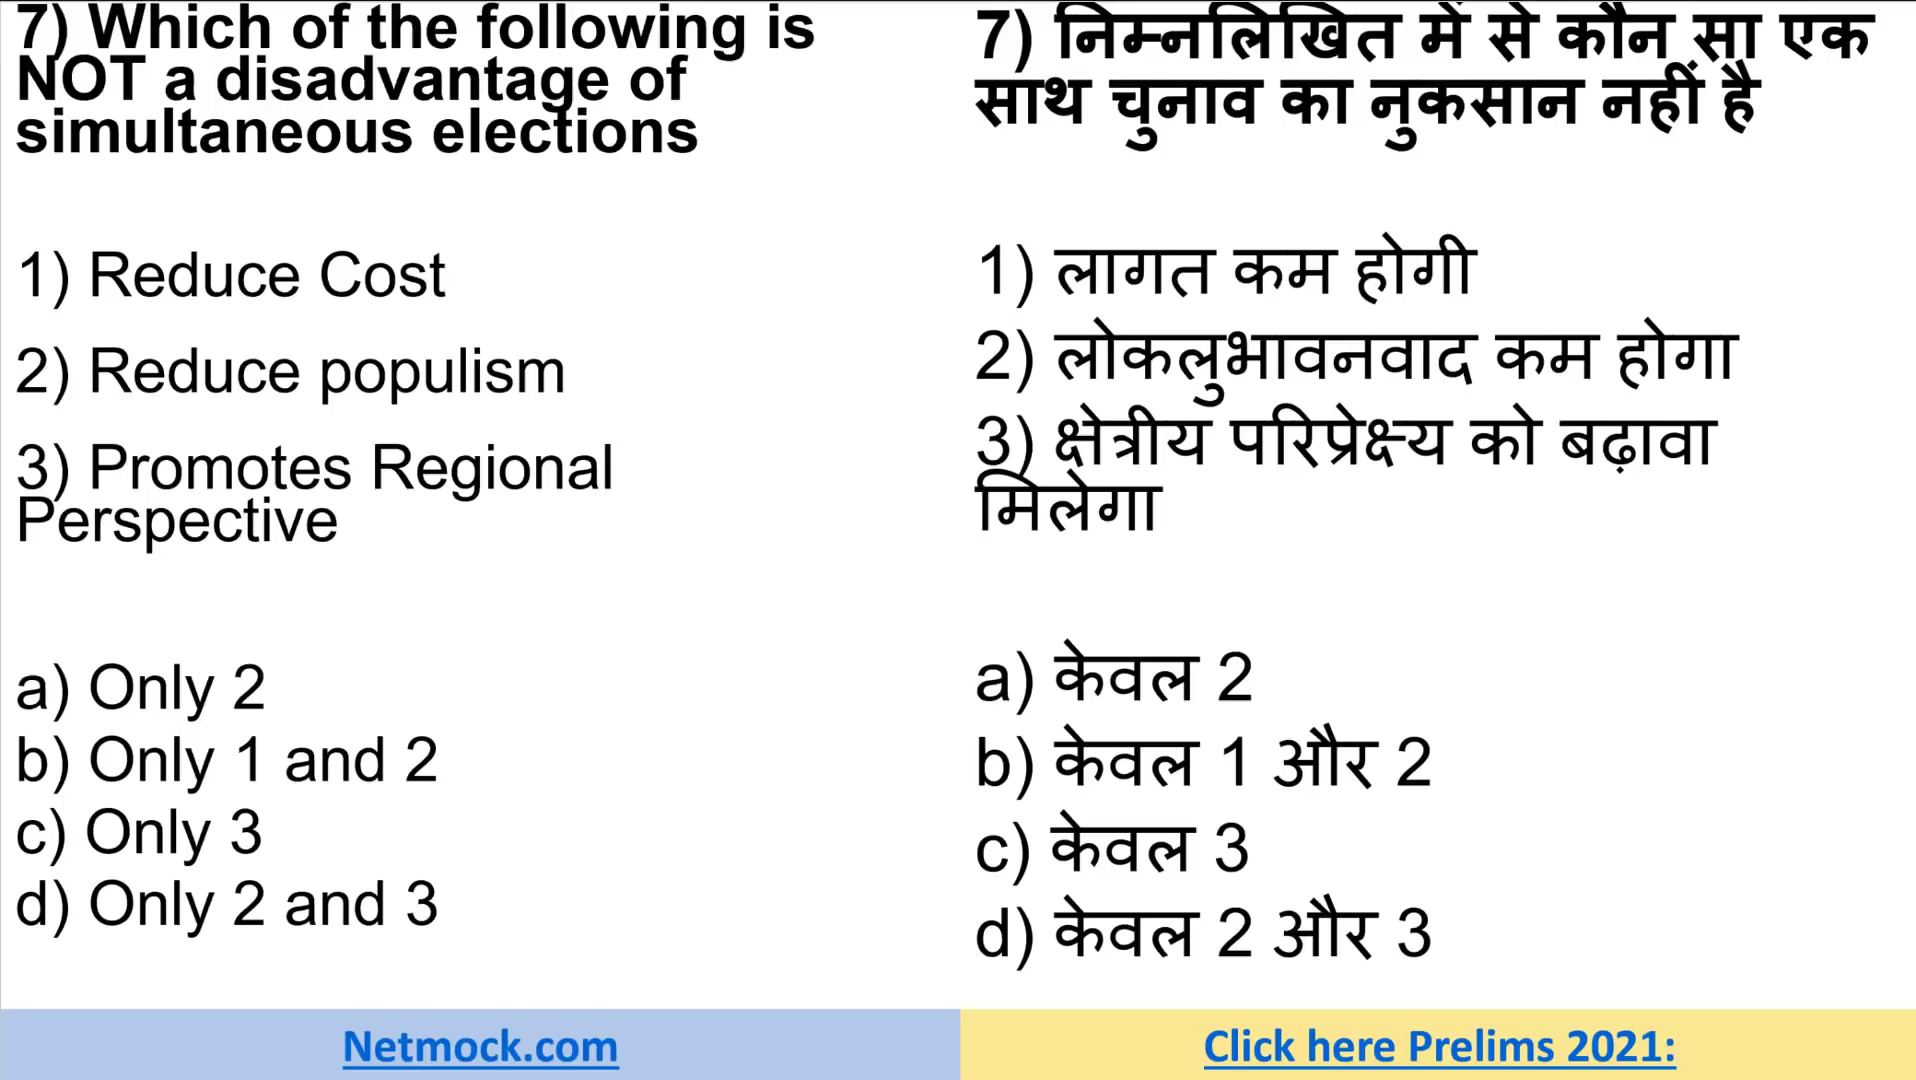 7) Which of the following is
NOT a disadvantage of
simultaneous elections
1) Reduce Cost
2) Reduce populism
3) Promotes Regional
Perspective
a) Only 2
b) Only 1 and 2
c) Only 3
d) Only 2 and 3
7) निम्नलिखित में से कौन सा एक
साथ चुनाव का नुकसान नहीं है
1) लागत कम होगी
2) लोकलुभावनवाद कम होगा
3) क्षेत्रीय परिप्रेक्ष्य को बढ़ावा
मिलेगा
a) केवल 2
b) केवल 1 और 2
c) केवल 3
d) केवल 2 और 3
Netmock.com
Click here Prelims 2021: